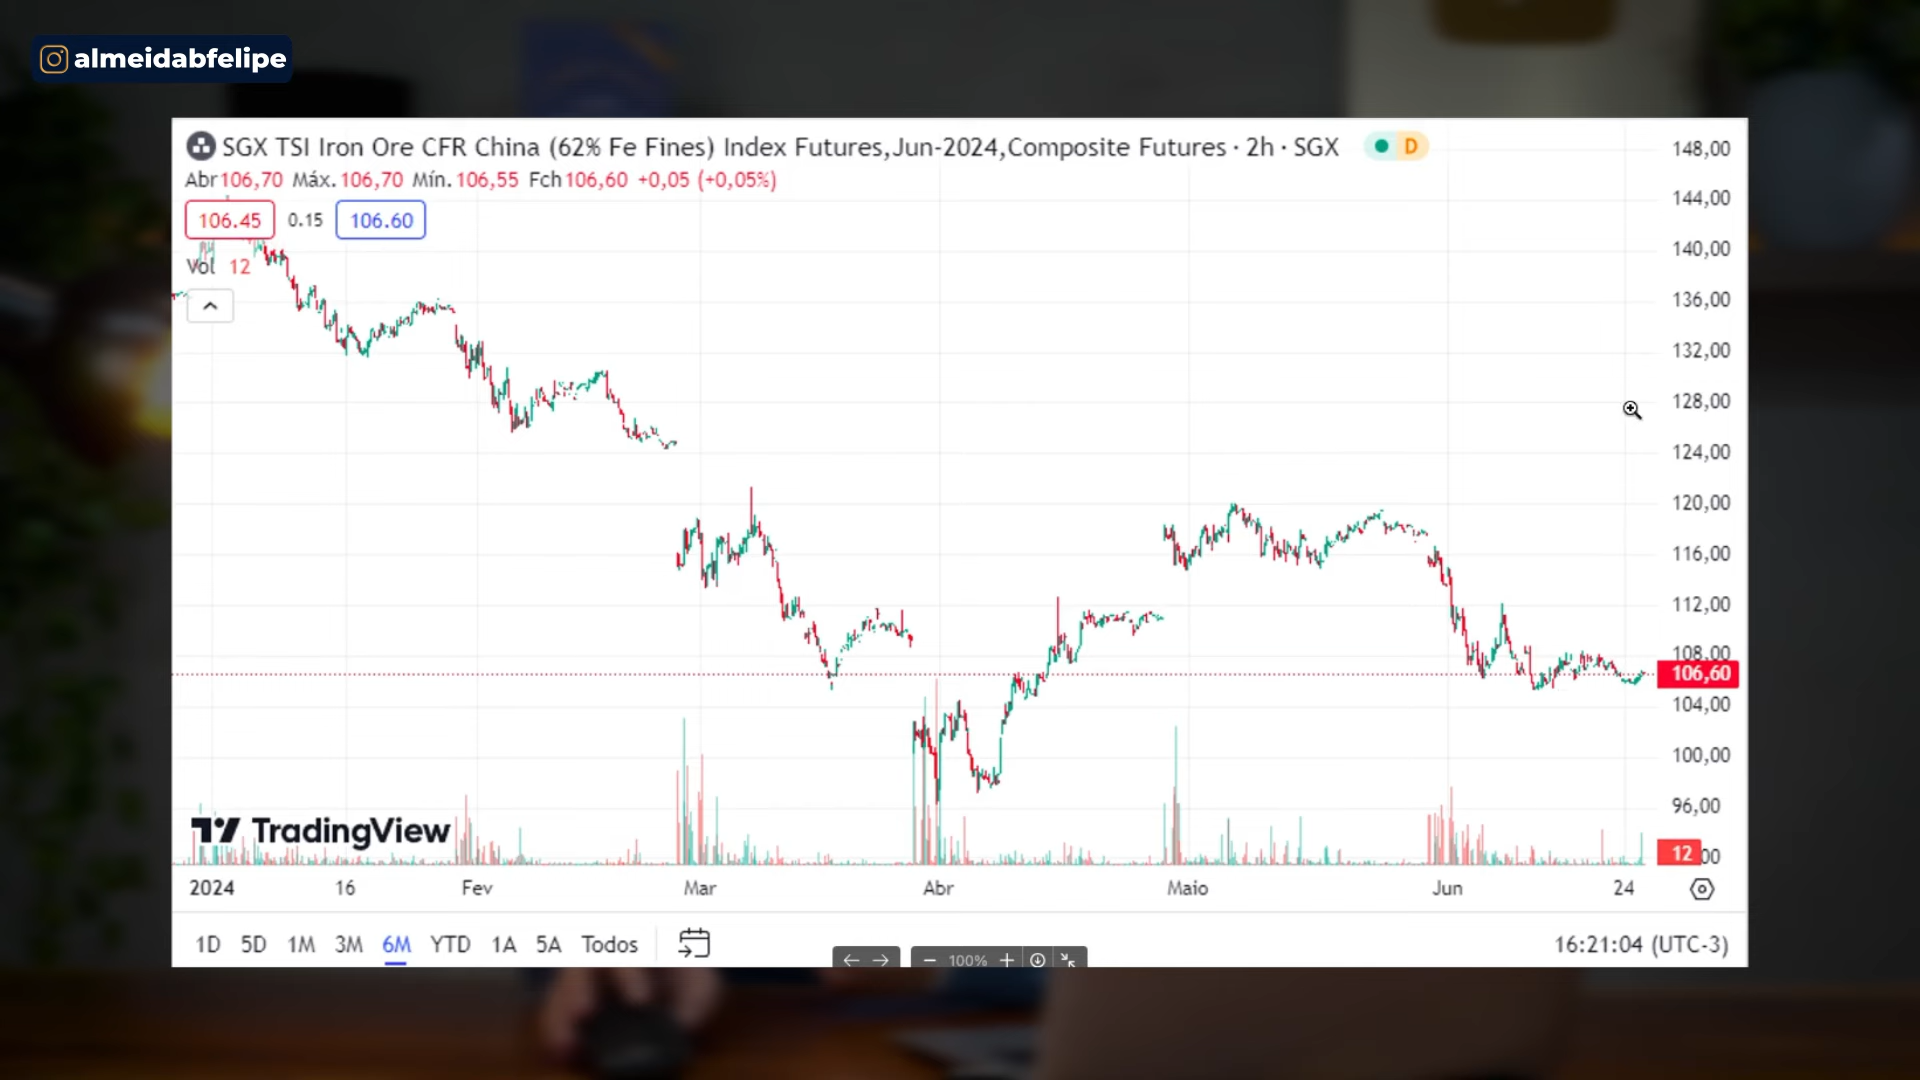 almeidabfelipe
SGX TSI Iron Ore CFR China (62% Fe Fines) Index Futures,Jun-2024,Composite Futures · 2h · SGX D
Abr106,70 Máx.106,70 Mín.106,55 Fch106,60 +0,05 (+0,05%)
106.45 0.15 106.60
Vol 12
148,00
144,00
140,00
136,00
132,00
128,00
124,00
120,00
116,00
112,00
108,00
106,60
104,00
100,00
96,00
12
TradingView
2024 16 Fev Mar Abr Maio Jun 24
1D 5D 1M 3M 6M YTD 1A 5A Todos 16:21:04 (UTC-3)
100%